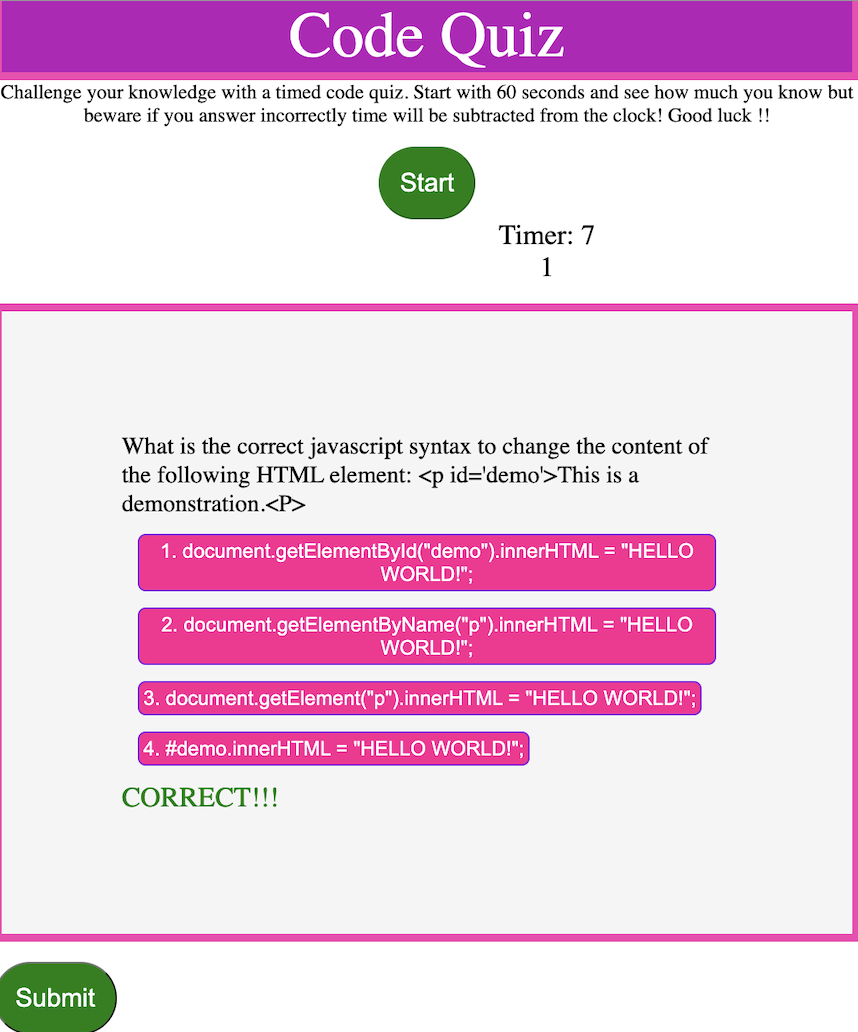 Code Quiz
Challenge your knowledge with a timed code quiz. Start with 60 seconds and see how much you know but
beware if you answer incorrectly time will be subtracted from the clock! Good luck !!
Start
Timer: 7
1
What is the correct javascript syntax to change the content of
the following HTML element: <p id='demo'>This is a
demonstration.<P>
1. document.getElementById("demo").innerHTML = "HELLO
WORLD!";
2. document.getElementByName("p").innerHTML = "HELLO
WORLD!";
3. document.getElement("p").innerHTML = "HELLO WORLD!";
4. #demo.innerHTML = "HELLO WORLD!";
CORRECT!!!
Submit